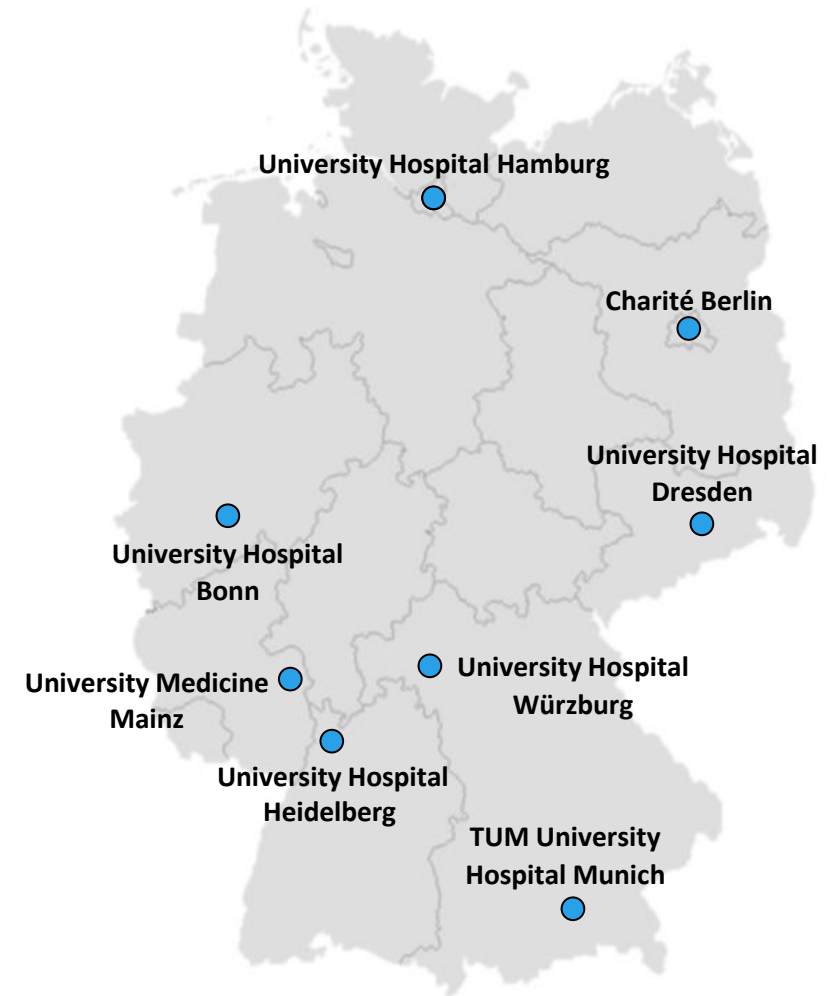 University Hospital Hamburg
Charité Berlin
University Hospital
Dresden
University Hospital
Bonn
University Medicine
Mainz
University Hospital
Würzburg
University Hospital
Heidelberg
TUM University
Hospital Munich